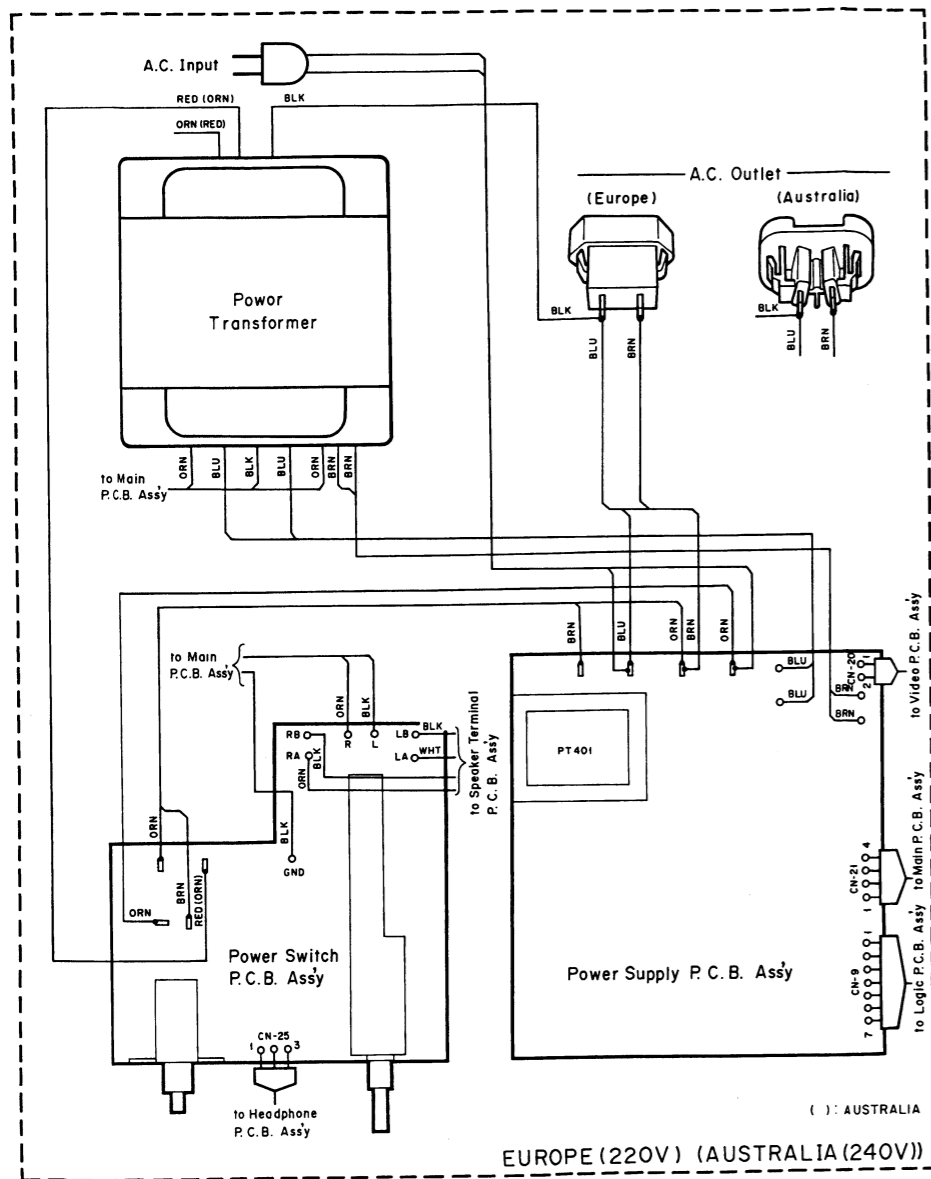 A.C. Input
RED (ORN)
BLK
ORN (RED)
A.C. Outlet
(Europe)
(Australia)
Powor
Transformer
BLK
BLU
BRN
BLK
BLU
BRN
ORN
BLU
BLK
BLU
ORN
BRN
BRN
to Main
P.C.B. Ass'y
BRN
BLU
ORN
BRN
ORN
to Main
P.C.B. Ass'y
ORN
BLK
BLU
BLU
BRN
BRN
CN-20
1
2
to Video P.C.B. Ass'y
RB
RA
R
L
LB
LA
BLK
WHT
BLK
ORN
to Speaker Terminal
P.C.B. Ass'y
PT401
ORN
BLK
GND
ORN
BRN
RED (ORN)
4
CN-21
1
to Main P.C.B. Ass'y
Power Switch
P.C.B. Ass'y
Power Supply P.C.B. Ass'y
1
CN-9
7
to Logic P.C.B. Ass'y
CN-25
1
3
to Headphone
P.C.B. Ass'y
( ) : AUSTRALIA
EUROPE (220V) (AUSTRALIA (240V))